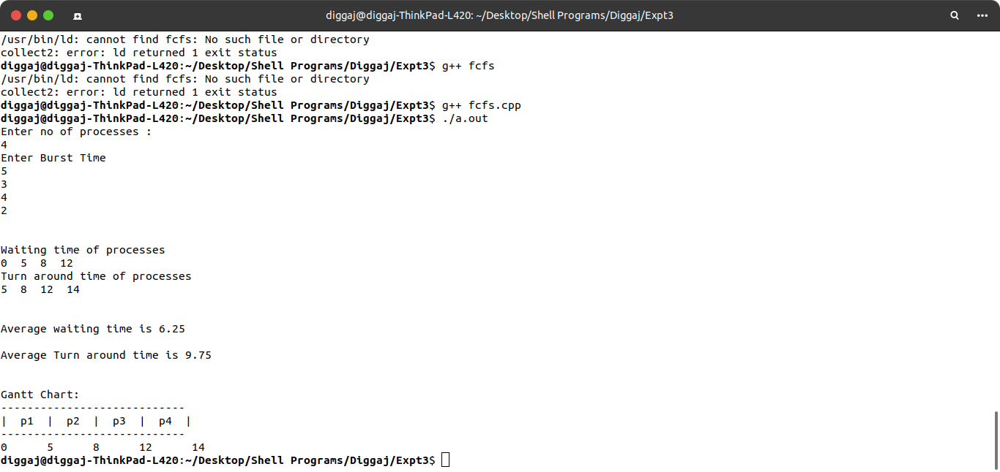 diggaj@diggaj-ThinkPad-L420: ~/Desktop/Shell Programs/Diggaj/Expt3
/usr/bin/ld: cannot find fcfs: No such file or directory
collect2: error: ld returned 1 exit status
diggaj@diggaj-ThinkPad-L420:~/Desktop/Shell Programs/Diggaj/Expt3$ g++ fcfs
/usr/bin/ld: cannot find fcfs: No such file or directory
collect2: error: ld returned 1 exit status
diggaj@diggaj-ThinkPad-L420:~/Desktop/Shell Programs/Diggaj/Expt3$ g++ fcfs.cpp
diggaj@diggaj-ThinkPad-L420:~/Desktop/Shell Programs/Diggaj/Expt3$ ./a.out
Enter no of processes :
4
Enter Burst Time
5
3
4
2
Waiting time of processes
0  5  8  12
Turn around time of processes
5  8  12  14
Average waiting time is 6.25
Average Turn around time is 9.75
Gantt Chart:
----------------------------
|  p1  |  p2  |  p3  |  p4  |
----------------------------
0      5      8      12      14
diggaj@diggaj-ThinkPad-L420:~/Desktop/Shell Programs/Diggaj/Expt3$